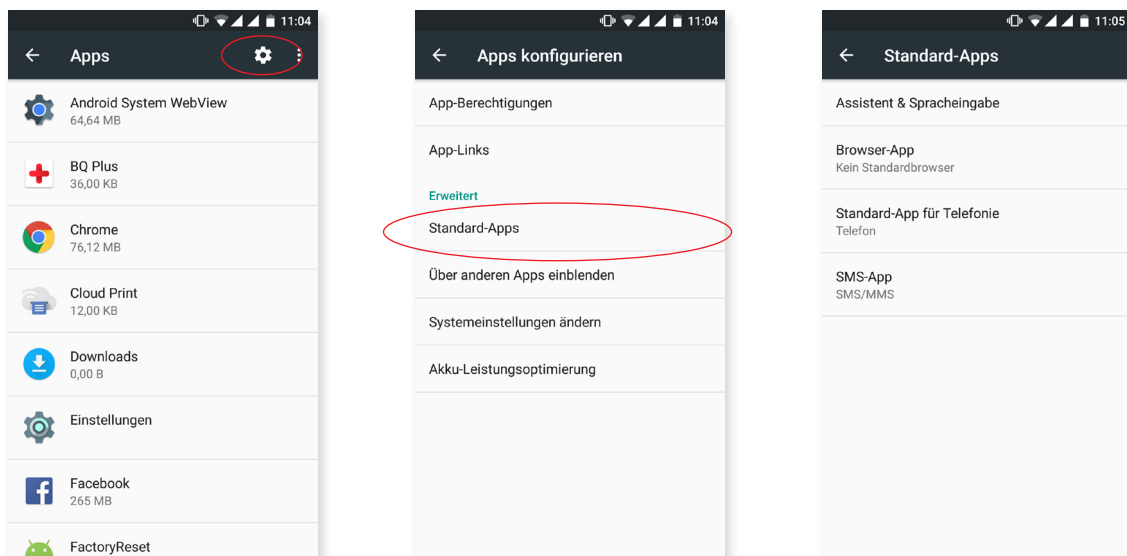 11:04
Apps
Android System WebView
64,64 MB
BQ Plus
36,00 KB
Chrome
76,12 MB
Cloud Print
12,00 KB
Downloads
0,00 B
Einstellungen
Facebook
265 MB
FactoryReset
11:04
Apps konfigurieren
App-Berechtigungen
App-Links
Erweitert
Standard-Apps
Über anderen Apps einblenden
Systemeinstellungen ändern
Akku-Leistungsoptimierung
11:05
Standard-Apps
Assistent & Spracheingabe
Browser-App
Kein Standardbrowser
Standard-App für Telefonie
Telefon
SMS-App
SMS/MMS